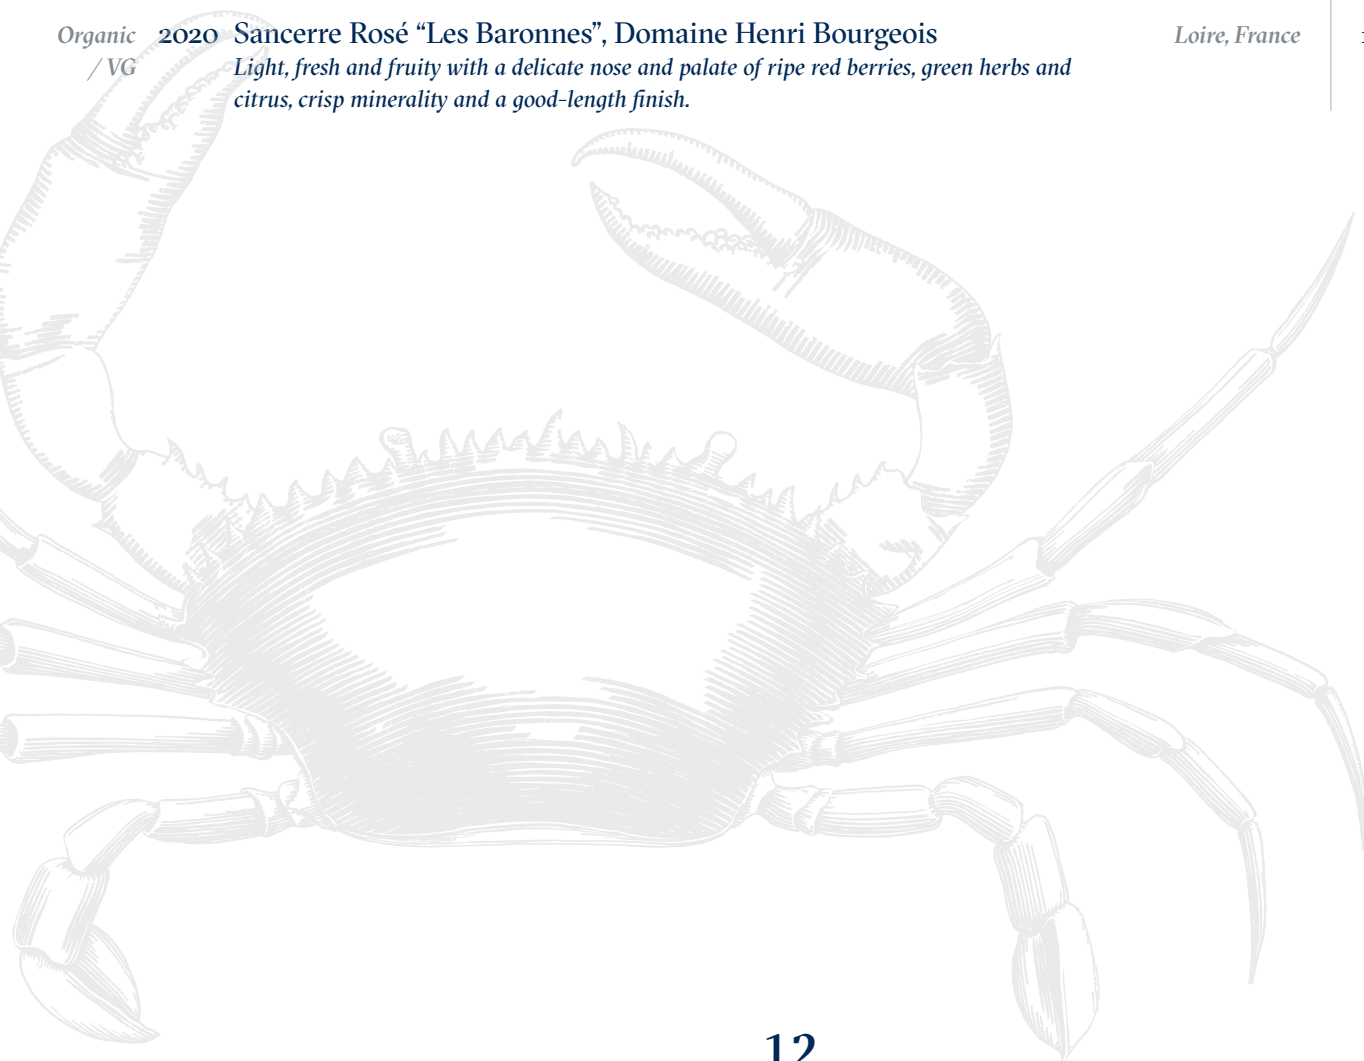 Organic 2020 Sancerre Rosé “Les Baronnes”, Domaine Henri Bourgeois Loire, France
/ VG Light, fresh and fruity with a delicate nose and palate of ripe red berries, green herbs and
citrus, crisp minerality and a good-length finish.
12